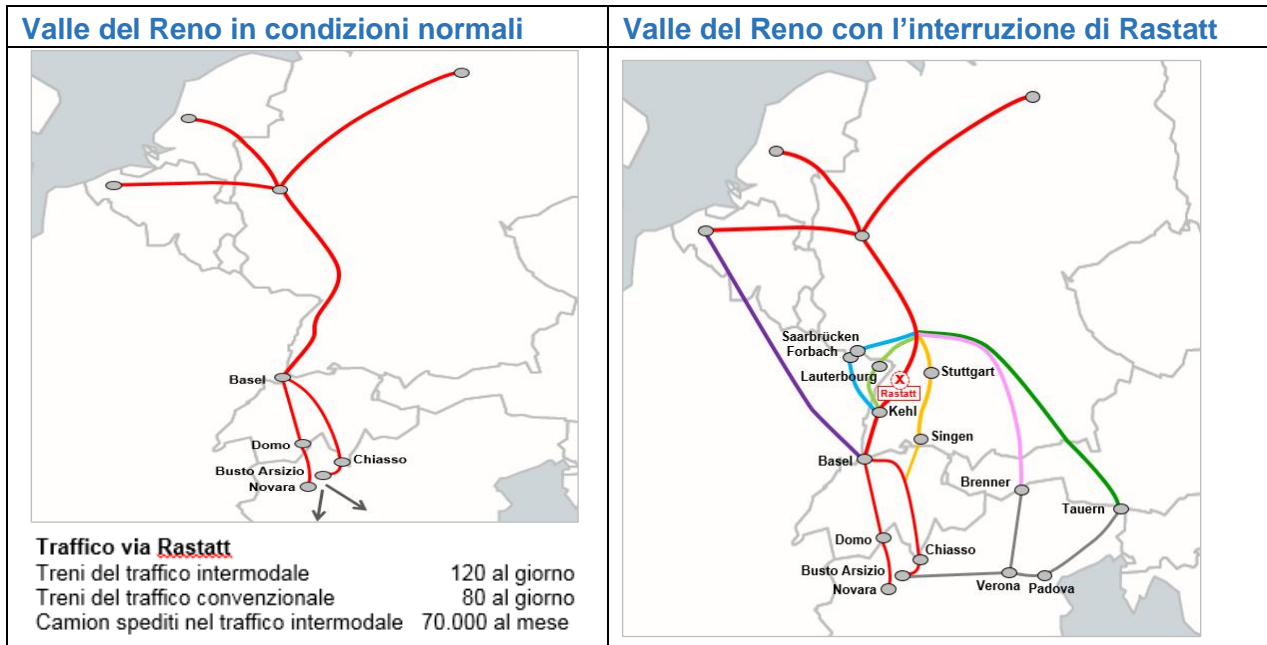 Valle del Reno in condizioni normali
Basel
Domo
Chiasso
Busto Arsizio
Novara
Traffico via Rastatt
Treni del traffico intermodale 120 al giorno
Treni del traffico convenzionale 80 al giorno
Camion spediti nel traffico intermodale 70.000 al mese
Valle del Reno con l’interruzione di Rastatt
Saarbrücken
Forbach
Lauterbourg
X
Rastatt
Stuttgart
Kehl
Singen
Basel
Brenner
Tauern
Domo
Chiasso
Busto Arsizio
Novara
Verona
Padova